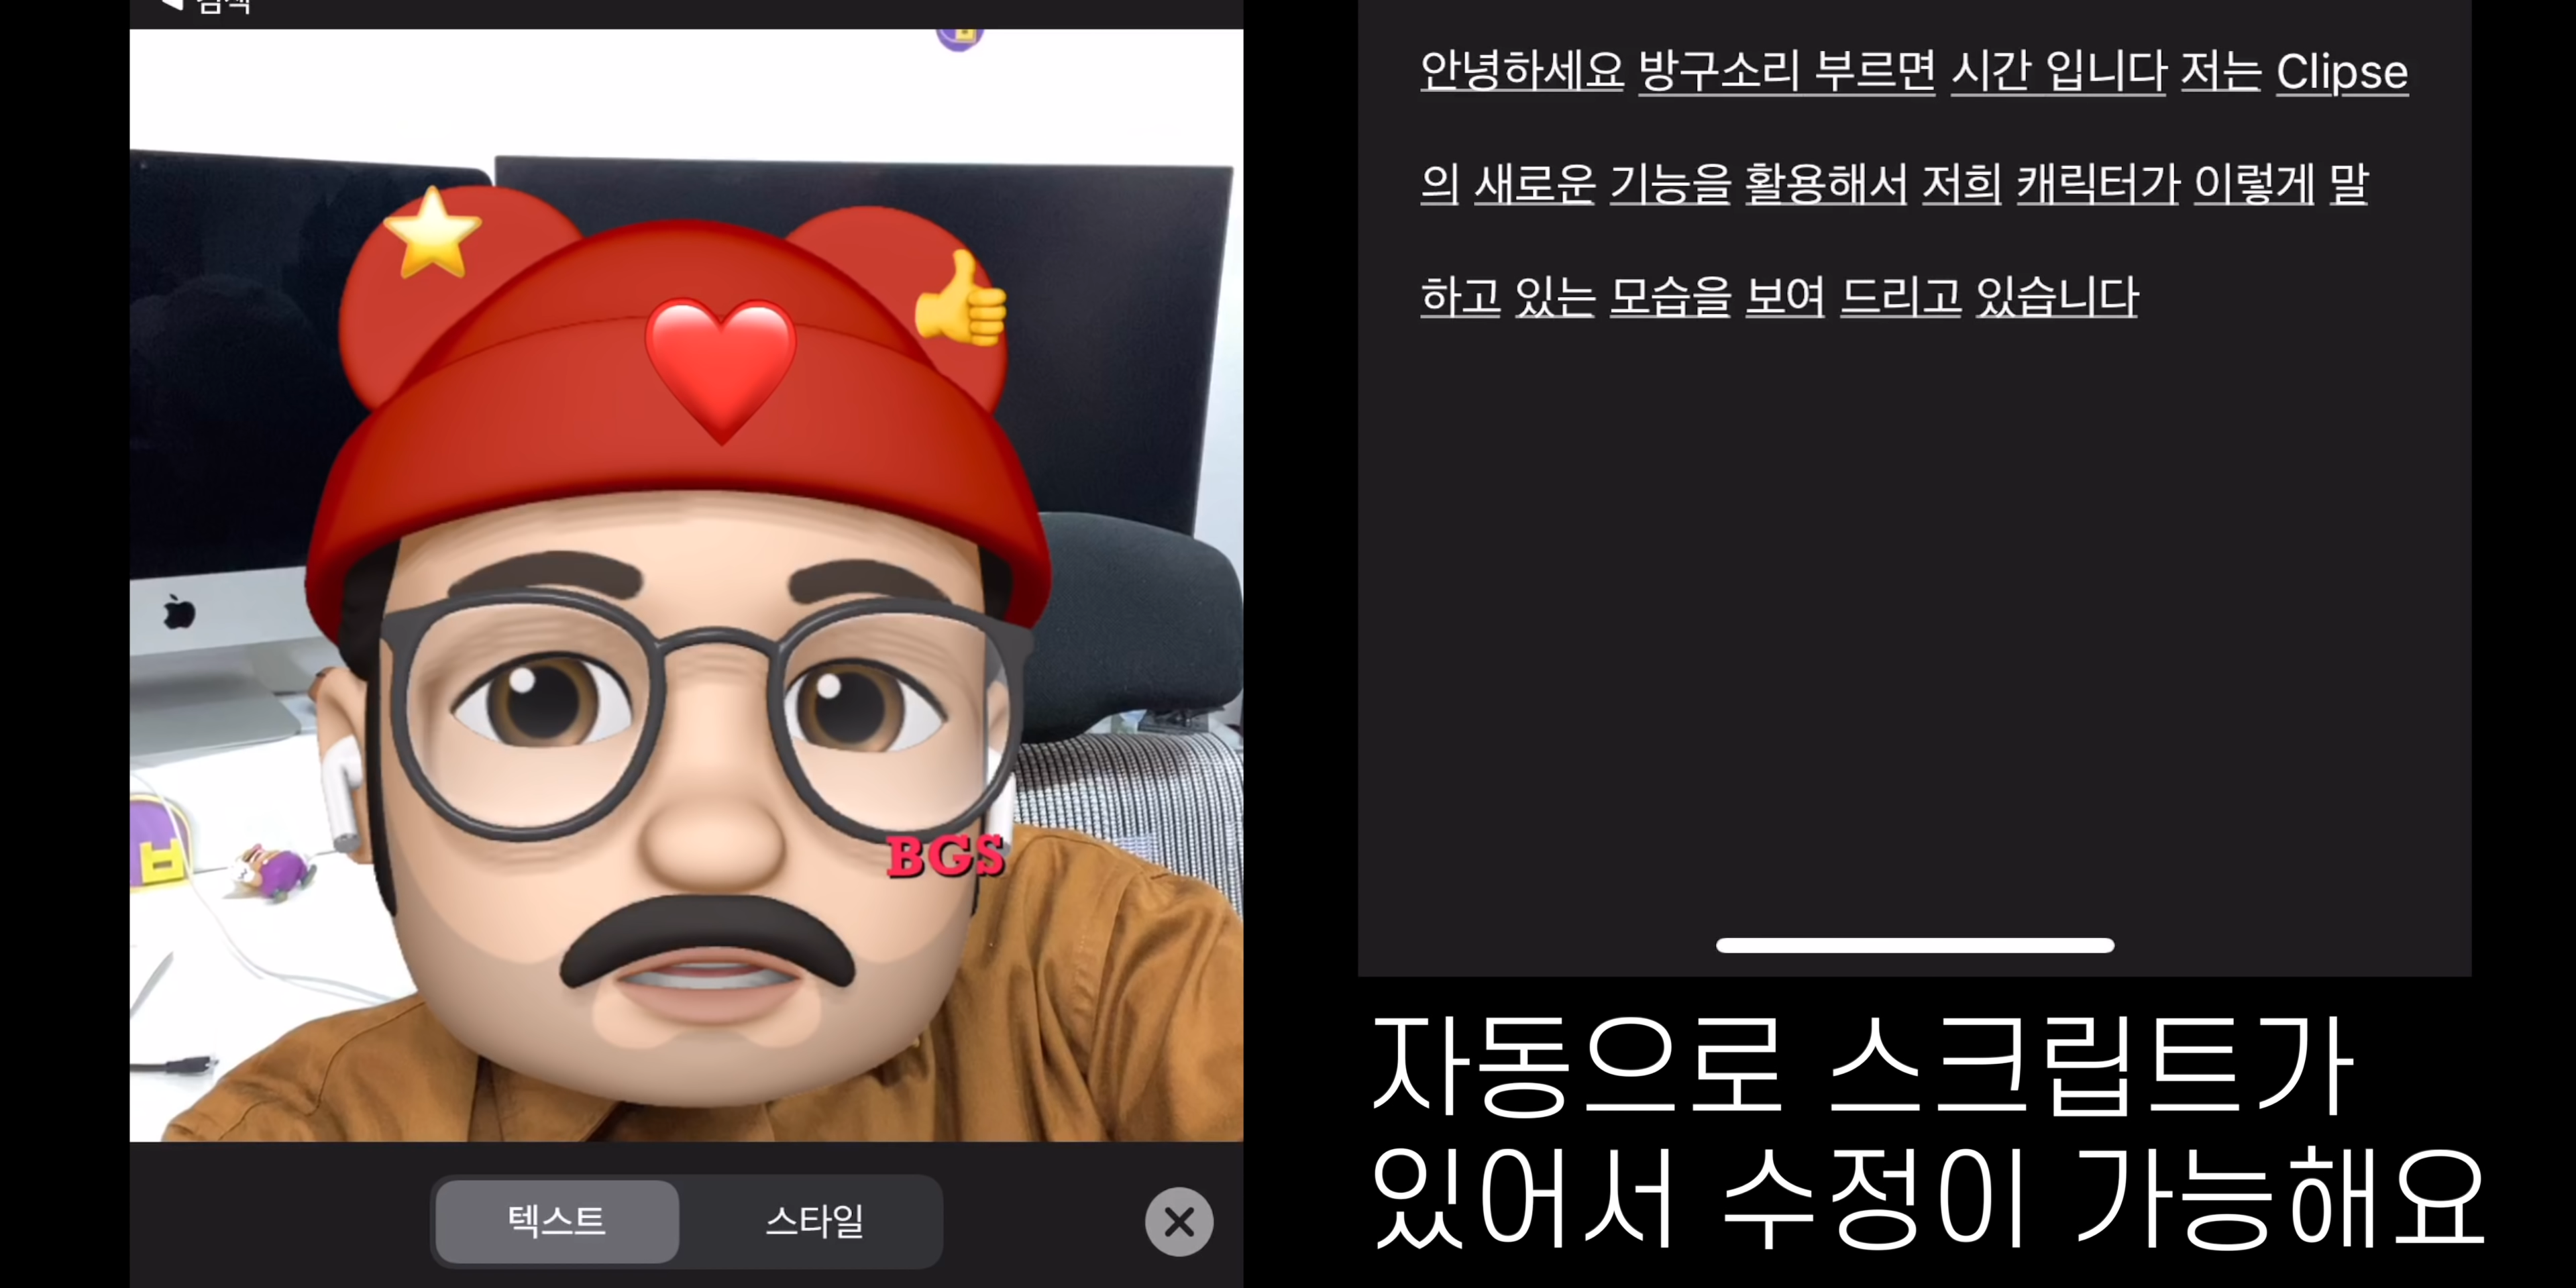 검색
BGS
텍스트 스타일
안녕하세요 방구소리 부르면 시간 입니다 저는 Clipse
의 새로운 기능을 활용해서 저희 캐릭터가 이렇게 말
하고 있는 모습을 보여 드리고 있습니다
자동으로 스크립트가
있어서 수정이 가능해요